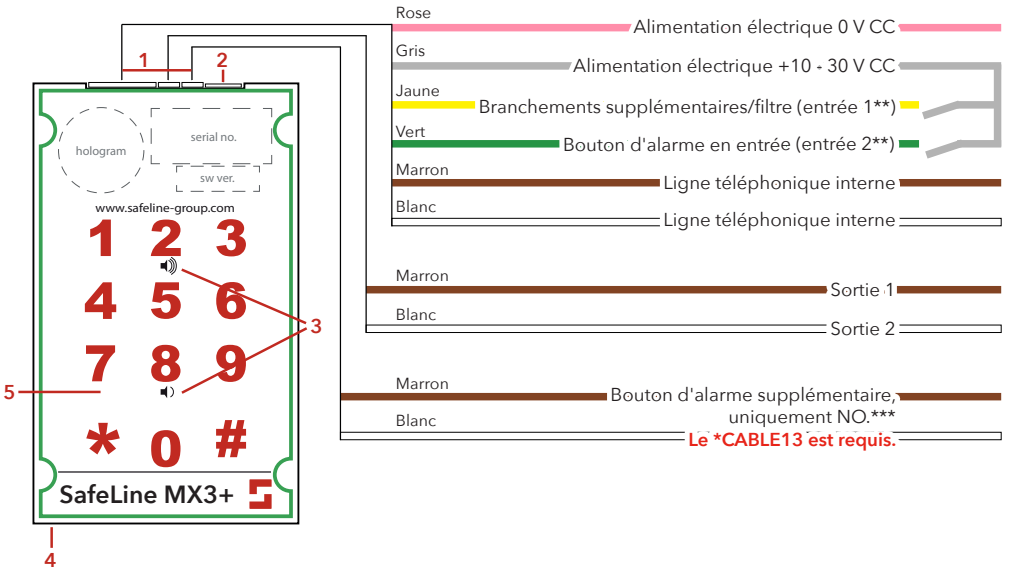 Rose
Alimentation électrique 0 V CC
Gris
Alimentation électrique +10 - 30 V CC
Jaune
Branchements supplémentaires/filtre (entrée 1**)
Vert
Bouton d'alarme en entrée (entrée 2**)
Marron
Ligne téléphonique interne
Blanc
Ligne téléphonique interne
Marron
Sortie 1
Blanc
Sortie 2
Marron
Bouton d'alarme supplémentaire,
uniquement NO.***
Blanc
Le *CABLE13 est requis.
1
2
hologram
serial no.
sw ver.
www.safeline-group.com
1 2 3
4 5 6
3
7 8 9
5
* 0 #
SafeLine MX3+
4